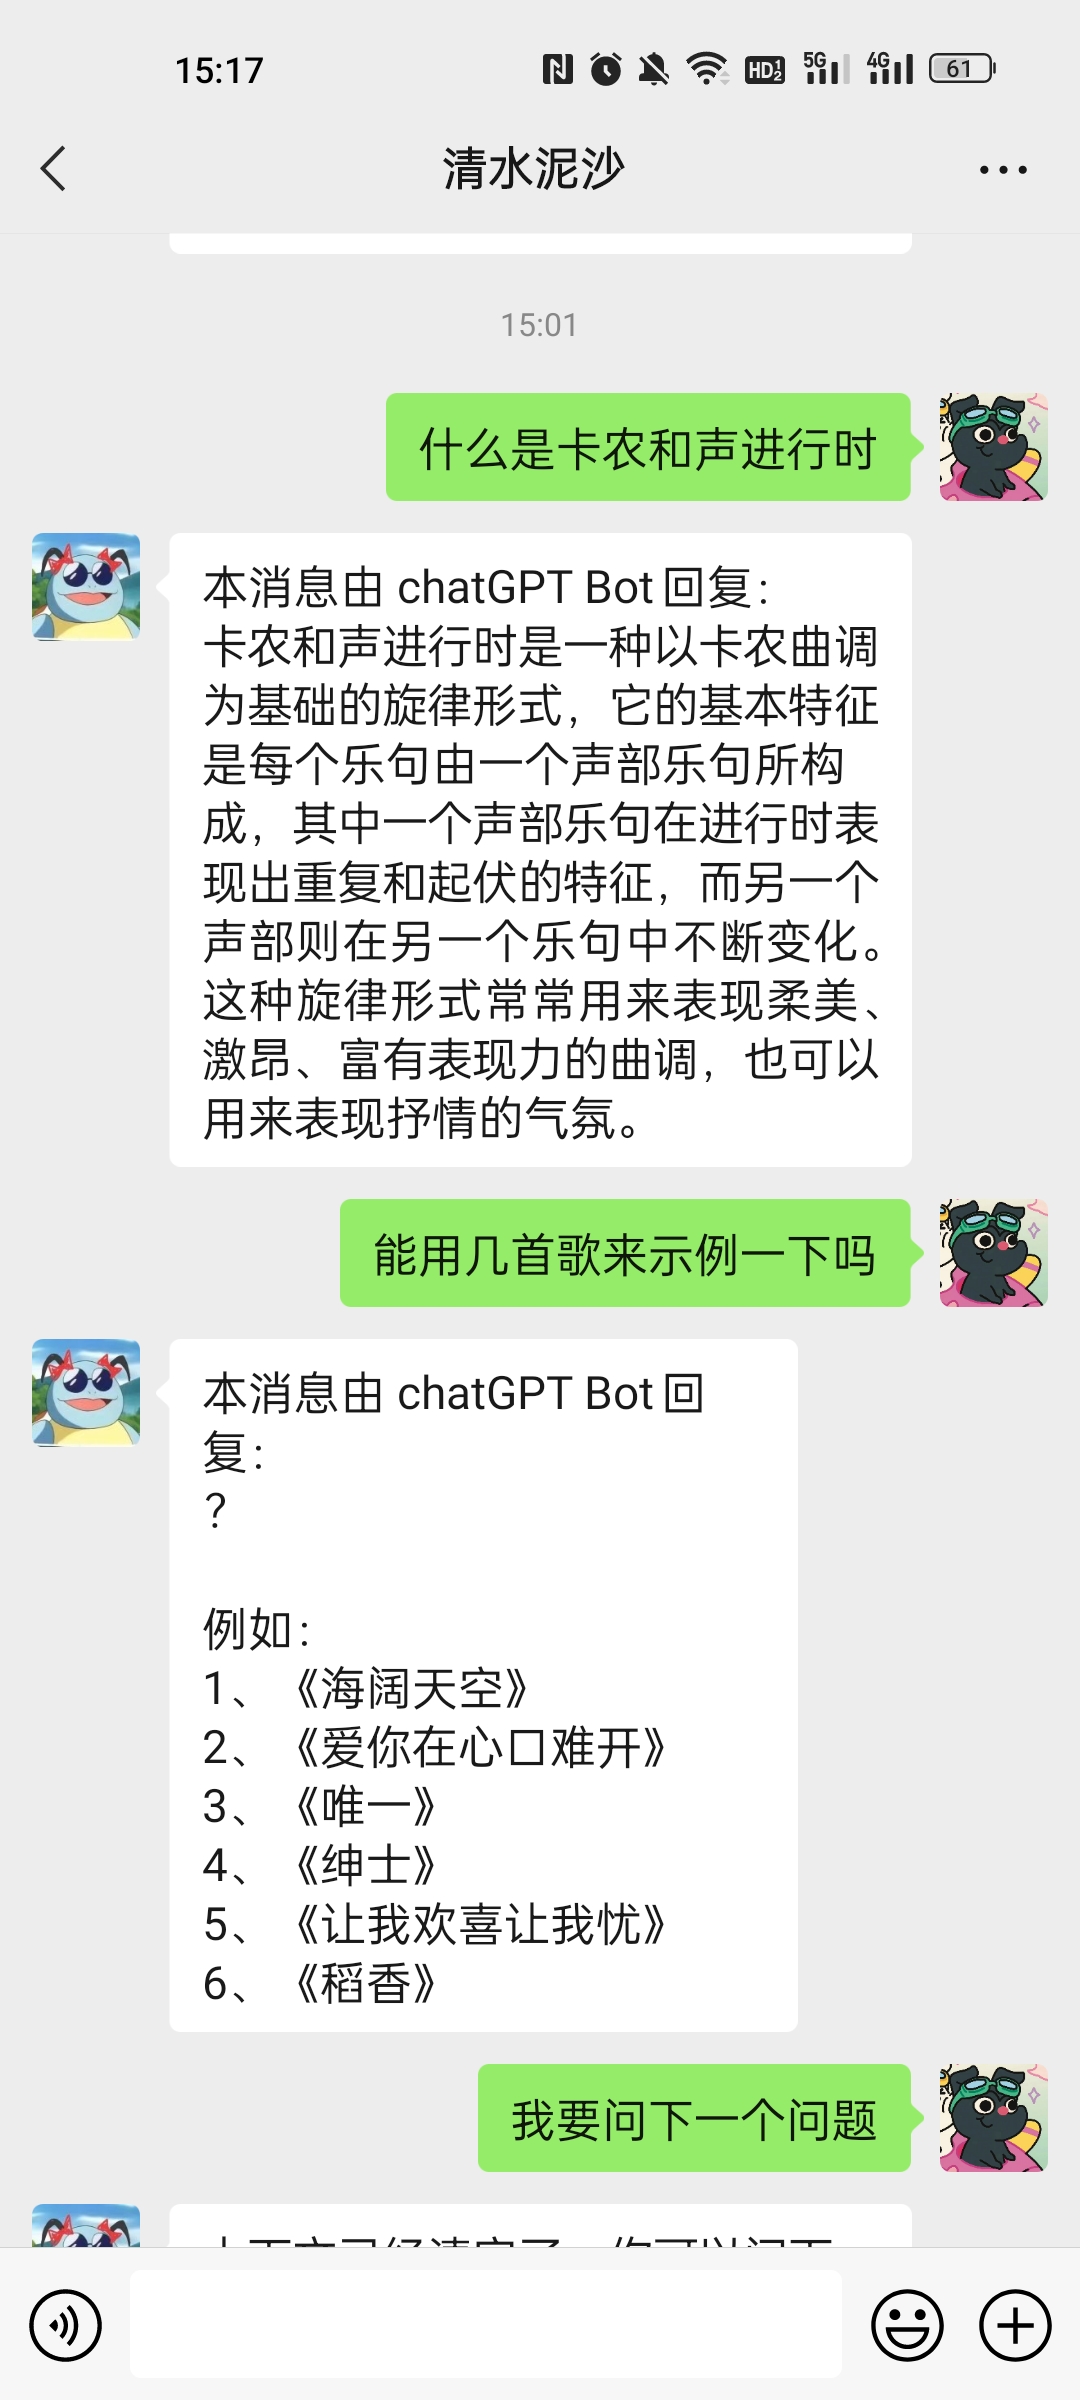 15:17
HD 1 2 5G 4G 61
清水泥沙
15:01
什么是卡农和声进行时
本消息由 chatGPT Bot 回复：
卡农和声进行时是一种以卡农曲调
为基础的旋律形式，它的基本特征
是每个乐句由一个声部乐句所构
成，其中一个声部乐句在进行时表
现出重复和起伏的特征，而另一个
声部则在另一个乐句中不断变化。
这种旋律形式常常用来表现柔美、
激昂、富有表现力的曲调，也可以
用来表现抒情的气氛。
能用几首歌来示例一下吗
本消息由 chatGPT Bot 回
复：
？
例如：
1、《海阔天空》
2、《爱你在心口难开》
3、《唯一》
4、《绅士》
5、《让我欢喜让我忧》
6、《稻香》
我要问下一个问题